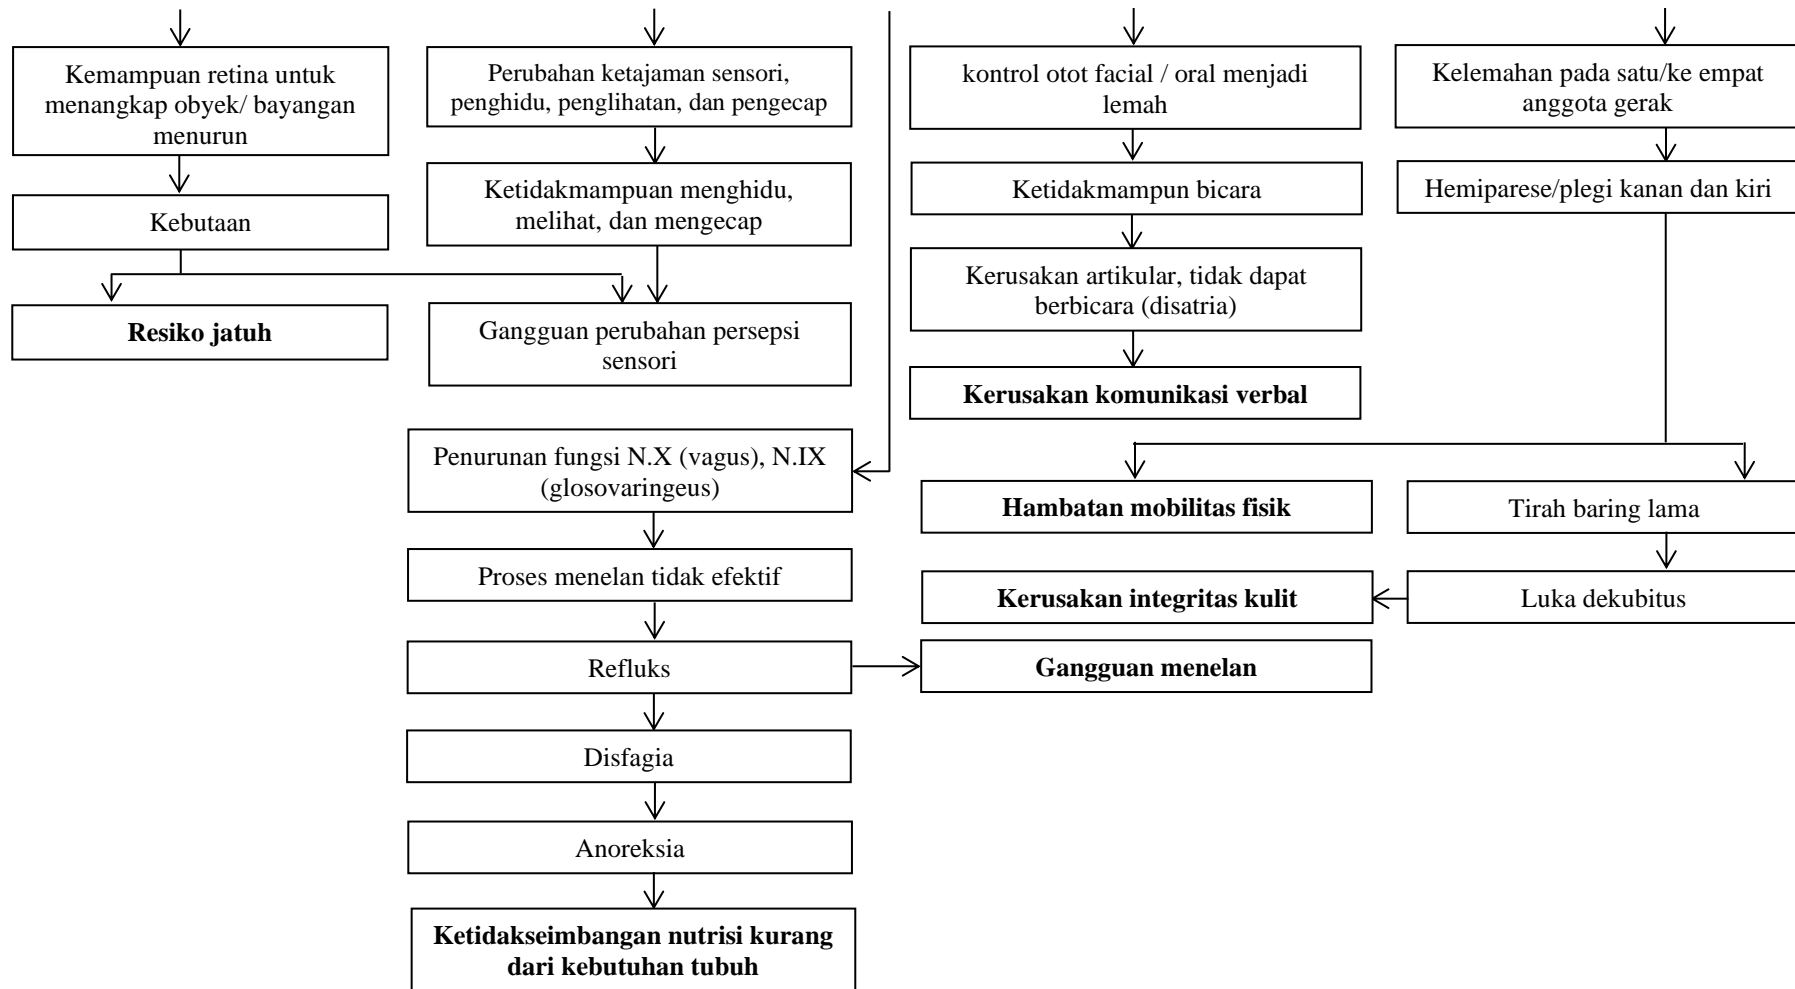 Kemampuan retina untuk
menangkap obyek/ bayangan
menurun
Kebutaan
Resiko jatuh
Perubahan ketajaman sensori,
penghidu, penglihatan, dan pengecap
Ketidakmampuan menghidu,
melihat, dan mengecap
Gangguan perubahan persepsi
sensori
Penurunan fungsi N.X (vagus), N.IX
(glosovaringeus)
Proses menelan tidak efektif
Refluks
Disfagia
Anoreksia
Ketidakseimbangan nutrisi kurang
dari kebutuhan tubuh
kontrol otot facial / oral menjadi
lemah
Ketidakmampun bicara
Kerusakan artikular, tidak dapat
berbicara (disatria)
Kerusakan komunikasi verbal
Hambatan mobilitas fisik
Kerusakan integritas kulit
Gangguan menelan
Kelemahan pada satu/ke empat
anggota gerak
Hemiparese/plegi kanan dan kiri
Tirah baring lama
Luka dekubitus